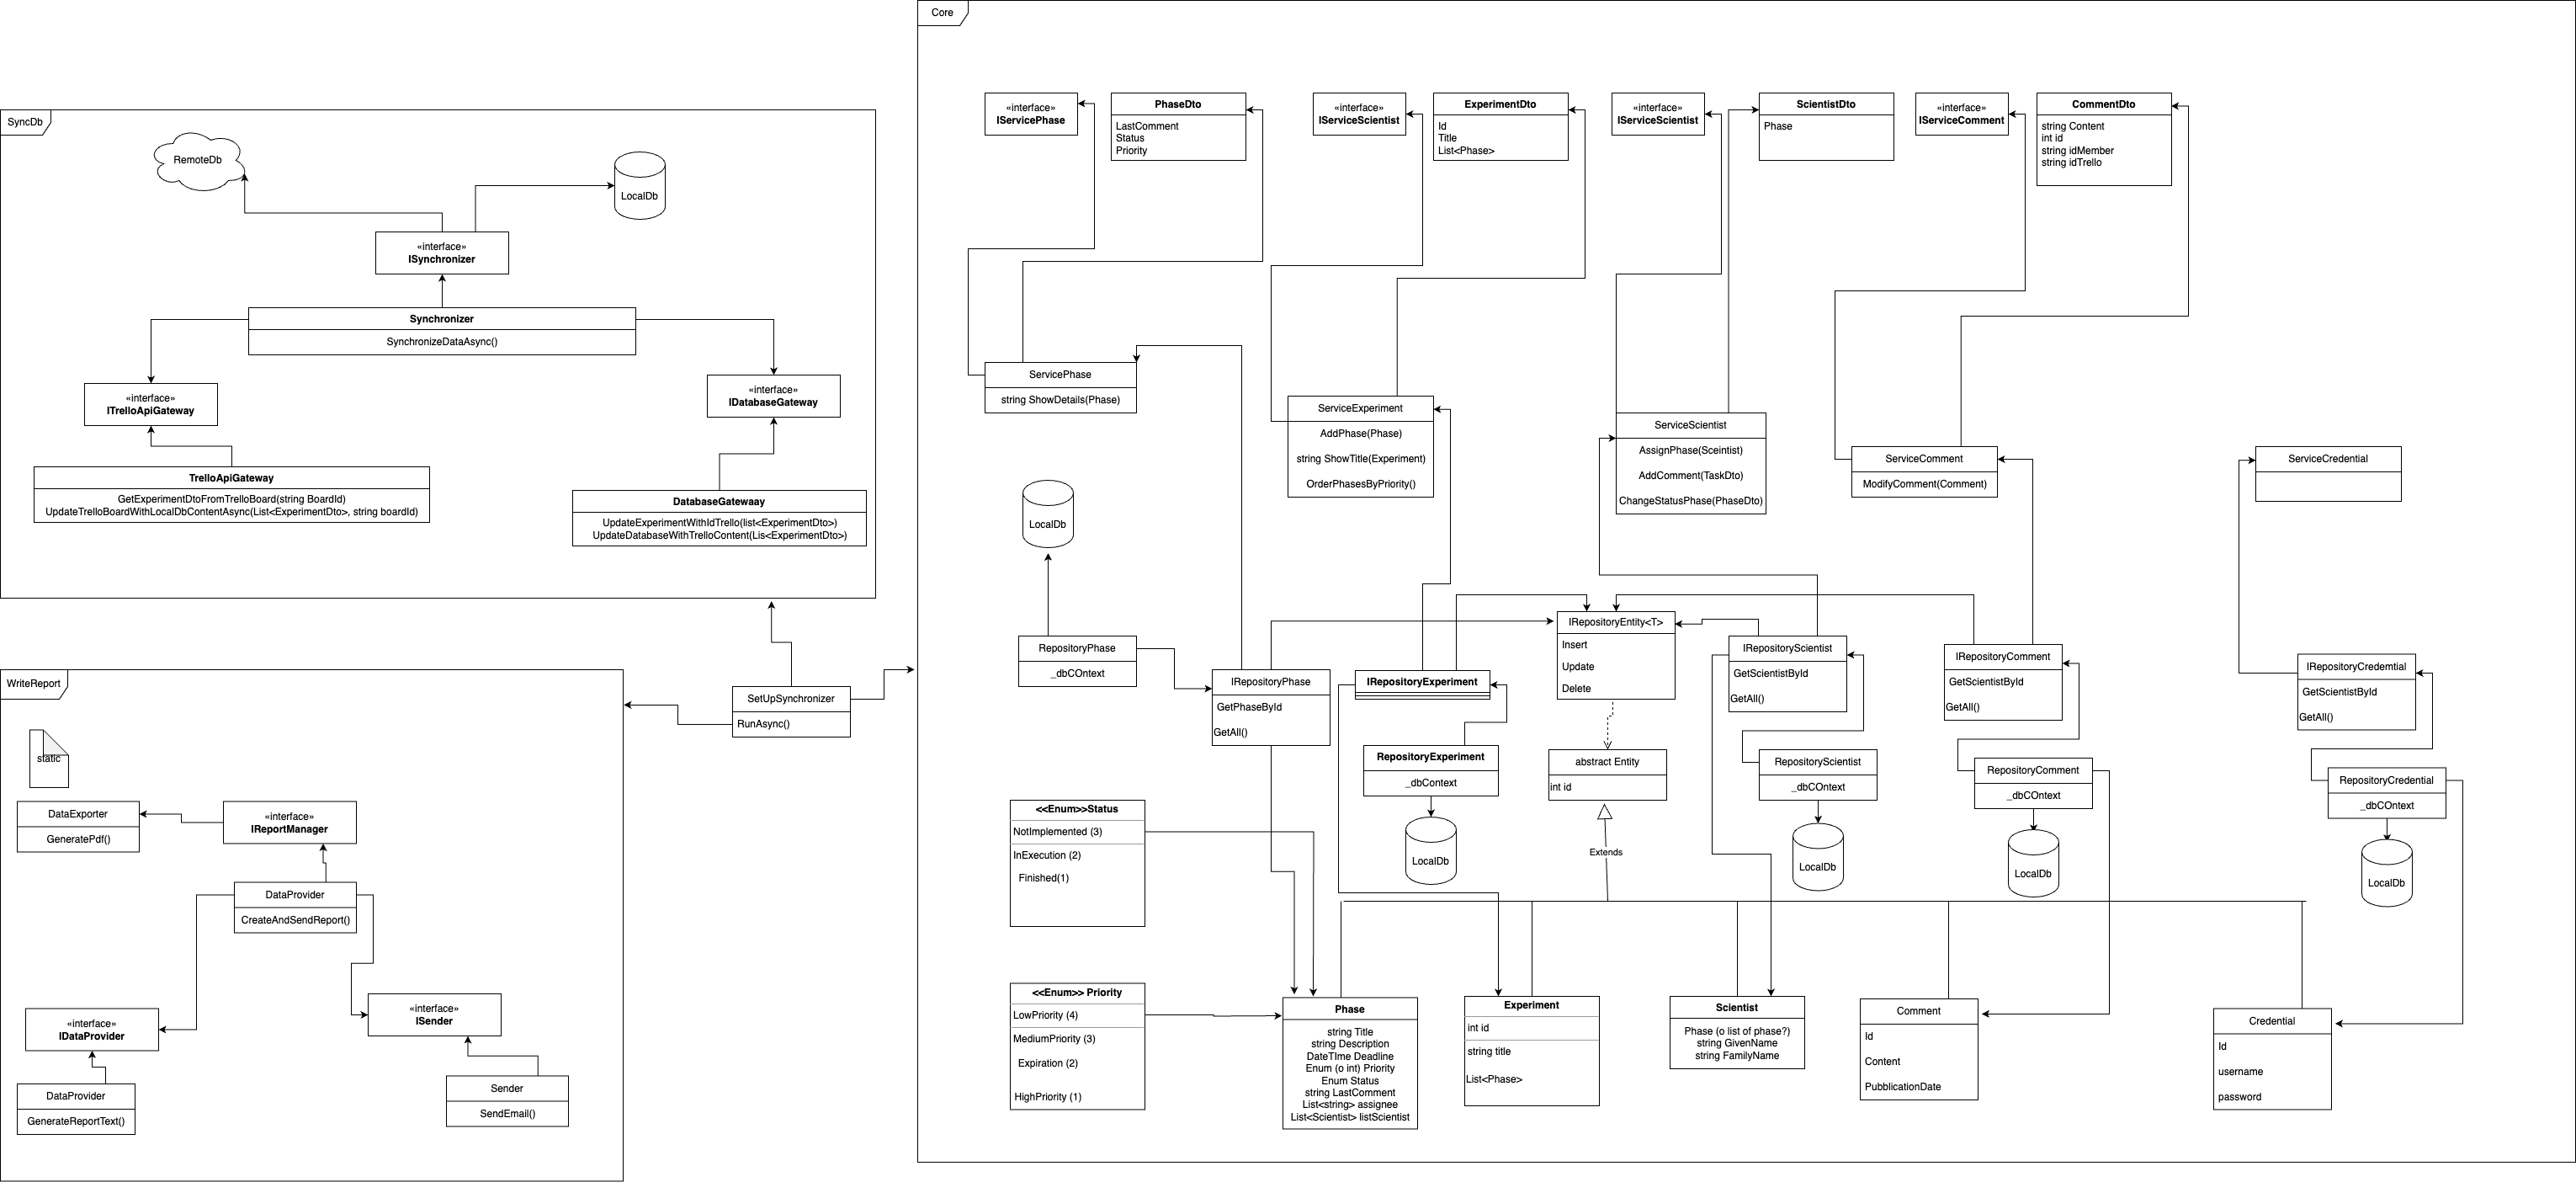 Core
SyncDb
RemoteDb
LocalDb
«interface»
ISynchronizer
Synchronizer
SynchronizeDataAsync()
«interface»
ITrelloApiGateway
«interface»
IDatabaseGateway
TrelloApiGateway
GetExperimentDtoFromTrelloBoard(string BoardId)
UpdateTrelloBoardWithLocalDbContentAsync(List<ExperimentDto>, string boardId)
DatabaseGatewaay
UpdateExperimentWithIdTrello(list<ExperimentDto>)
UpdateDatabaseWithTrelloContent(Lis<ExperimentDto>)
WriteReport
SetUpSynchronizer
RunAsync()
static
DataExporter
GeneratePdf()
«interface»
IReportManager
DataProvider
CreateAndSendReport()
«interface»
IDataProvider
«interface»
ISender
DataProvider
GenerateReportText()
Sender
SendEmail()
«interface»
IServicePhase
PhaseDto
LastComment
Status
Priority
«interface»
IServiceScientist
ExperimentDto
Id
Title
List<Phase>
«interface»
IServiceScientist
ScientistDto
Phase
«interface»
IServiceComment
CommentDto
string Content
int id
string idMember
string idTrello
ServicePhase
string ShowDetails(Phase)
ServiceExperiment
AddPhase(Phase)
string ShowTitle(Experiment)
OrderPhasesByPriority()
ServiceScientist
AssignPhase(Sceintist)
AddComment(TaskDto)
ChangeStatusPhase(PhaseDto)
ServiceComment
ModifyComment(Comment)
ServiceCredential
LocalDb
RepositoryPhase
_dbCOntext
IRepositoryPhase
GetPhaseById
GetAll()
IRepositoryExperiment
IRepositoryEntity<T>
Insert
Update
Delete
IRepositoryScientist
GetScientistById
GetAll()
IRepositoryComment
GetScientistById
GetAll()
IRepositoryCredemtial
GetScientistById
GetAll()
RepositoryExperiment
_dbContext
LocalDb
abstract Entity
int id
RepositoryScientist
_dbCOntext
LocalDb
RepositoryComment
_dbCOntext
LocalDb
RepositoryCredential
_dbCOntext
LocalDb
Extends
<<Enum>>Status
NotImplemented (3)
InExecution (2)
Finished(1)
<<Enum>> Priority
LowPriority (4)
MediumPriority (3)
Expiration (2)
HighPriority (1)
Phase
string Title
string Description
DateTIme Deadline
Enum (o int) Priority
Enum Status
string LastComment
List<string> assignee
List<Scientist> listScientist
Experiment
int id
string title
List<Phase>
Scientist
Phase (o list of phase?)
string GivenName
string FamilyName
Comment
Id
Content
PubblicationDate
Credential
Id
username
password